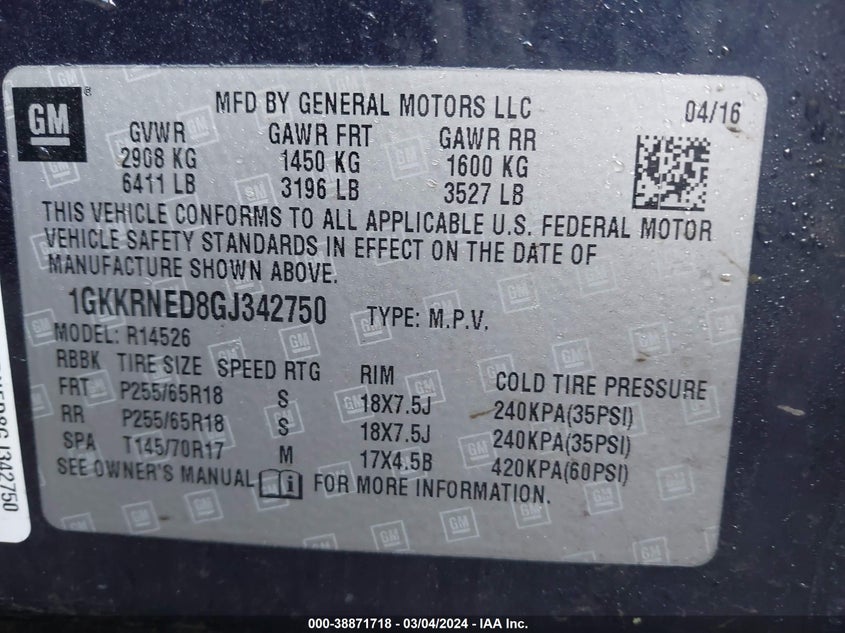 GM
MFD BY GENERAL MOTORS LLC
04/16
GVWR GAWR FRT GAWR RR
2908 KG 1450 KG 1600 KG
6411 LB 3196 LB 3527 LB
THIS VEHICLE CONFORMS TO ALL APPLICABLE U.S. FEDERAL MOTOR
VEHICLE SAFETY STANDARDS IN EFFECT ON THE DATE OF
MANUFACTURE SHOWN ABOVE.
1GKKRNED8GJ342750 TYPE: M.P.V.
MODEL: R14526
RBBK TIRE SIZE SPEED RTG RIM COLD TIRE PRESSURE
FRT P255/65R18 S 18X7.5J 240KPA(35PSI)
RR P255/65R18 S 18X7.5J 240KPA(35PSI)
SPA T145/70R17 M 17X4.5B 420KPA(60PSI)
SEE OWNER'S MANUAL i FOR MORE INFORMATION.
000-38871718 - 03/04/2024 - IAA Inc.